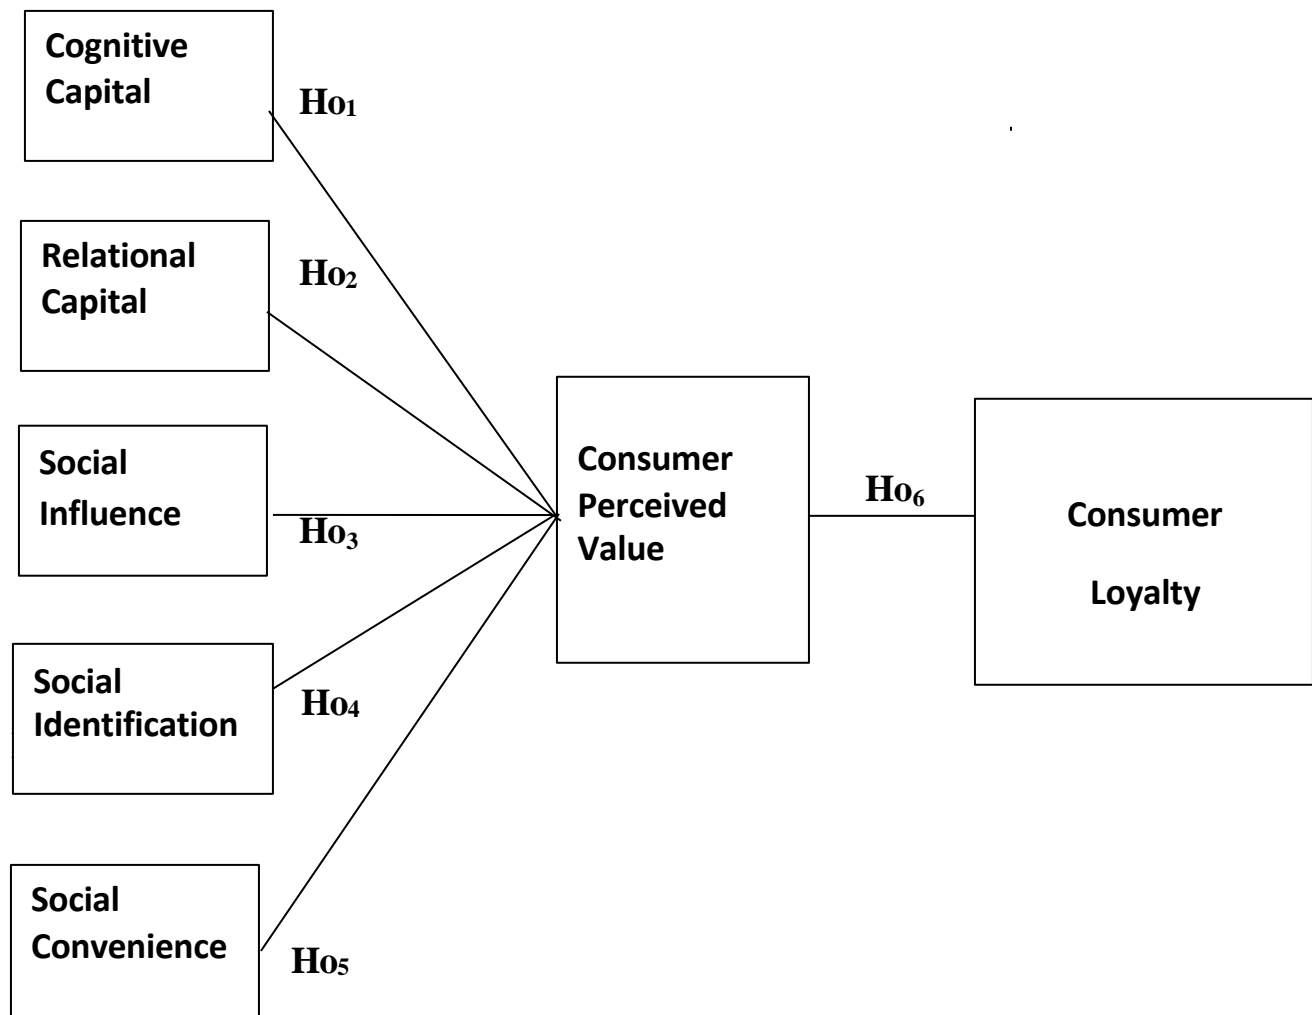 Cognitive
Capital
Ho1
Relational
Capital
Ho2
Social
Influence
Ho3
Social
Identification
Ho4
Social
Convenience
Ho5
Consumer
Perceived
Value
Ho6
Consumer
Loyalty